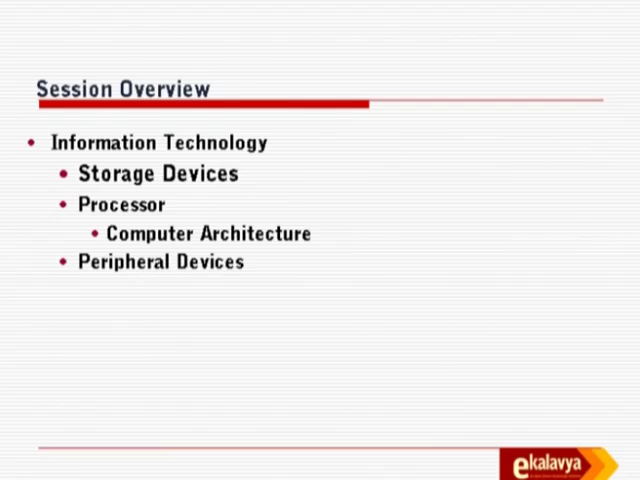 Session Overview
Information Technology
Storage Devices
Processor
Computer Architecture
Peripheral Devices
ekalavya